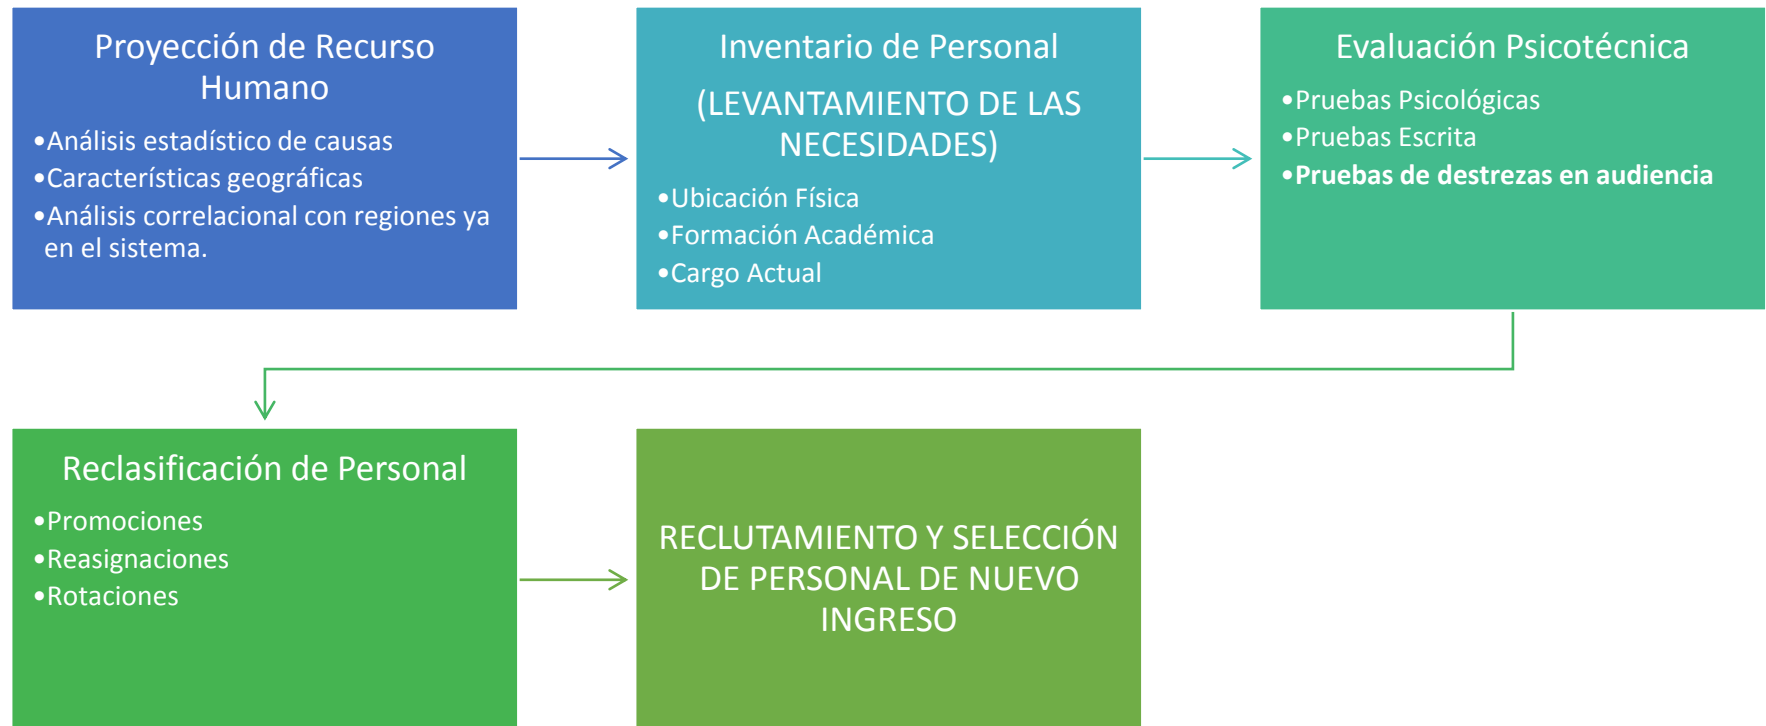 Proyección de Recurso
Humano
•Análisis estadístico de causas
•Características geográficas
•Análisis correlacional con regiones ya
en el sistema.
Inventario de Personal
(LEVANTAMIENTO DE LAS
NECESIDADES)
•Ubicación Física
•Formación Académica
•Cargo Actual
Evaluación Psicotécnica
•Pruebas Psicológicas
•Pruebas Escrita
•Pruebas de destrezas en audiencia
Reclasificación de Personal
•Promociones
•Reasignaciones
•Rotaciones
RECLUTAMIENTO Y SELECCIÓN
DE PERSONAL DE NUEVO
INGRESO